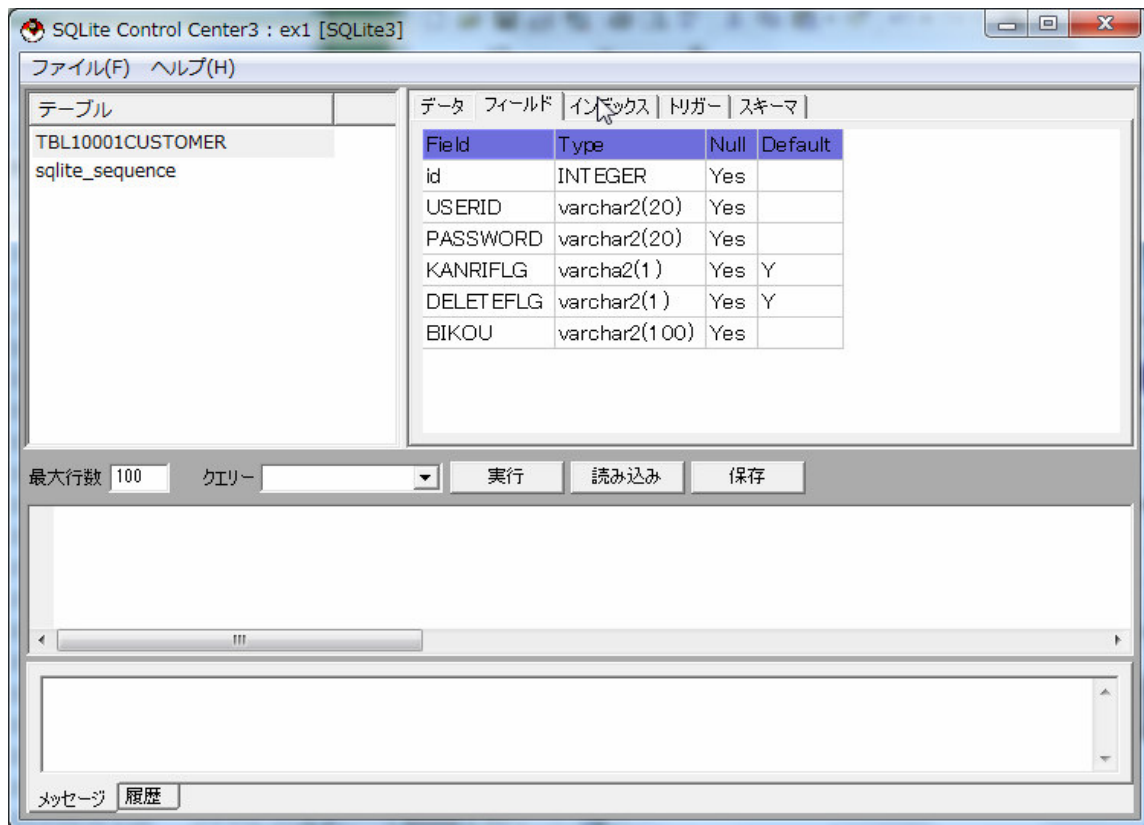 SQLite Control Center3 : ex1 [SQLite3]
ファイル(F) ヘルプ(H)
テーブル
TBL10001CUSTOMER
sqlite_sequence
データ フィールド インデックス トリガー スキーマ
Field Type Null Default
id INTEGER Yes
USERID varchar2(20) Yes
PASSWORD varchar2(20) Yes
KANRIFLG varcha2(1) Yes Y
DELETEFLG varchar2(1) Yes Y
BIKOU varchar2(100) Yes
最大行数 100 クエリー 実行 読み込み 保存
メッセージ 履歴